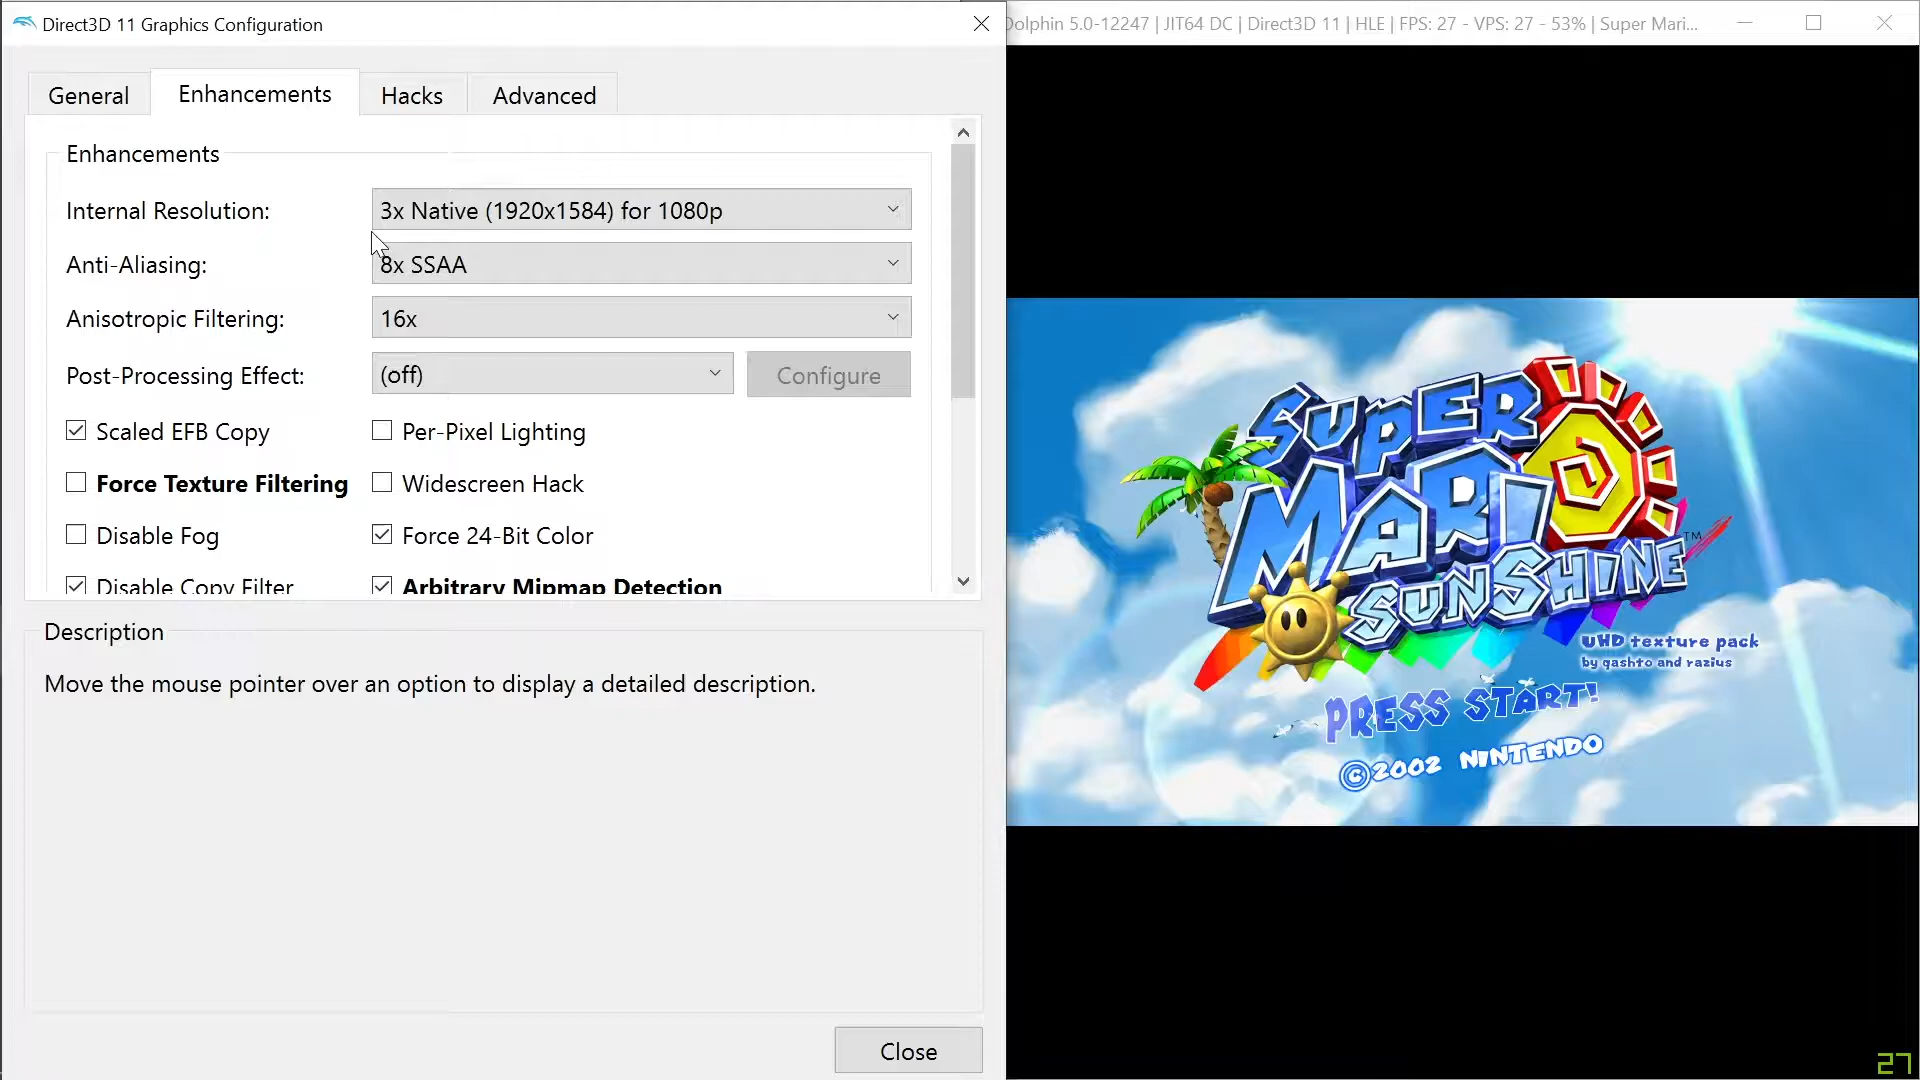 Direct3D 11 Graphics Configuration
Dolphin 5.0-12247 | JIT64 DC | Direct3D 11 | HLE | FPS: 27 - VPS: 27 - 53% | Super Mari...
General
Enhancements
Hacks
Advanced
Enhancements
Internal Resolution:
3x Native (1920x1584) for 1080p
Anti-Aliasing:
8x SSAA
Anisotropic Filtering:
16x
Post-Processing Effect:
(off)
Configure
Scaled EFB Copy
Per-Pixel Lighting
Force Texture Filtering
Widescreen Hack
Disable Fog
Force 24-Bit Color
Disable Copy Filter
Arbitrary Mipmap Detection
Description
Move the mouse pointer over an option to display a detailed description.
Close
SUPER
MARIO
SUNSHINE
TM
UHD texture pack
by qashto and razius
PRESS START!
©2002 NINTENDO
27